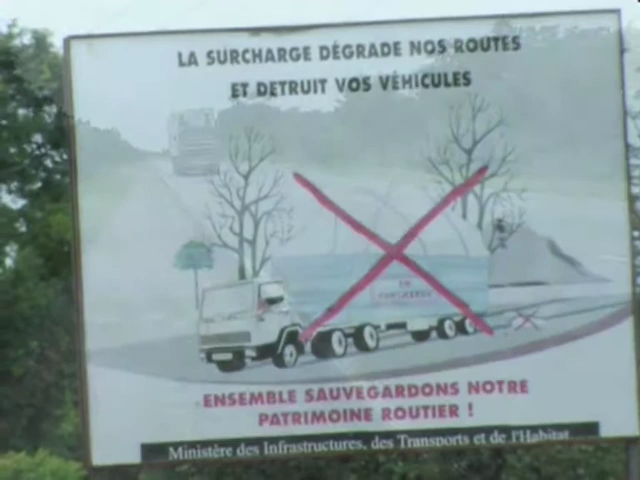 LA SURCHARGE DÉGRADE NOS ROUTES
ET DETRUIT VOS VÉHICULES
ENSEMBLE SAUVEGARDONS NOTRE
PATRIMOINE ROUTIER !
Ministère des Infrastructures, des Transports et de l'Habitat